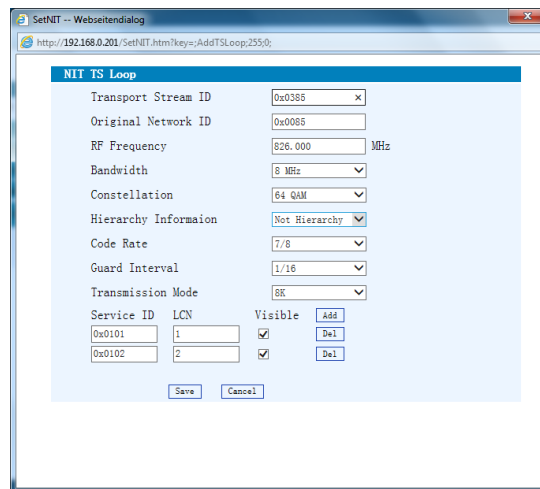 SetNIT -- Webseitendialog
http://192.168.0.201/SetNIT.htm?key=;AddTSLoop;255;0;
NIT TS Loop
Transport Stream ID 0x0385 ×
Original Network ID 0x0085
RF Frequency 826.000 MHz
Bandwidth 8 MHz
Constellation 64 QAM
Hierarchy Informaion Not Hierarchy
Code Rate 7/8
Guard Interval 1/16
Transmission Mode 8K
Service ID LCN Visible Add
0x0101 1 Del
0x0102 2 Del
Save Cancel